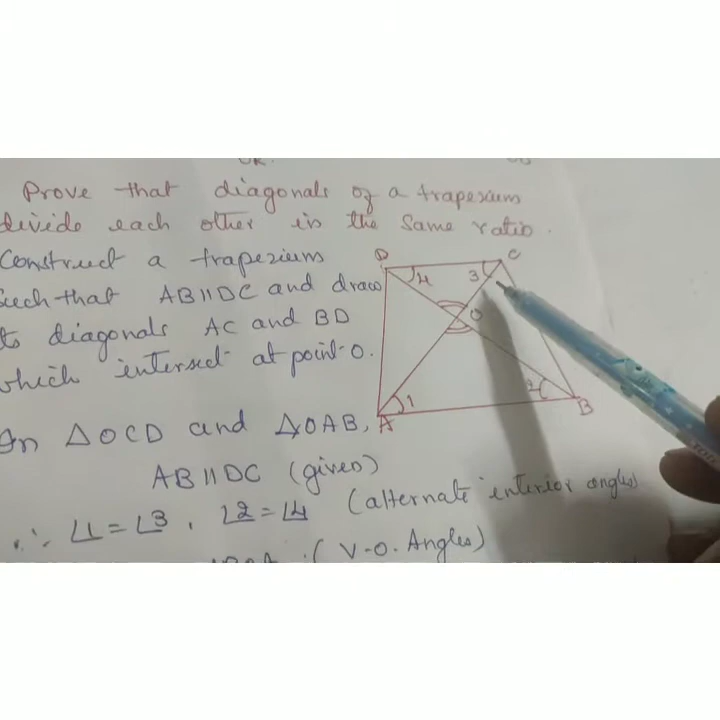 Prove that diagonals of a trapezium
divide each other in the same ratio.
Construct a trapezium
such that AB||DC and draw
to diagonals AC and BD
which intersect at point O.
D C
4 3
O
1 2
A B
In △OCD and △OAB,
AB||DC (given)
∴ ∠1=∠3, ∠2=∠4 (alternate interior angles)
(V.O. Angles)